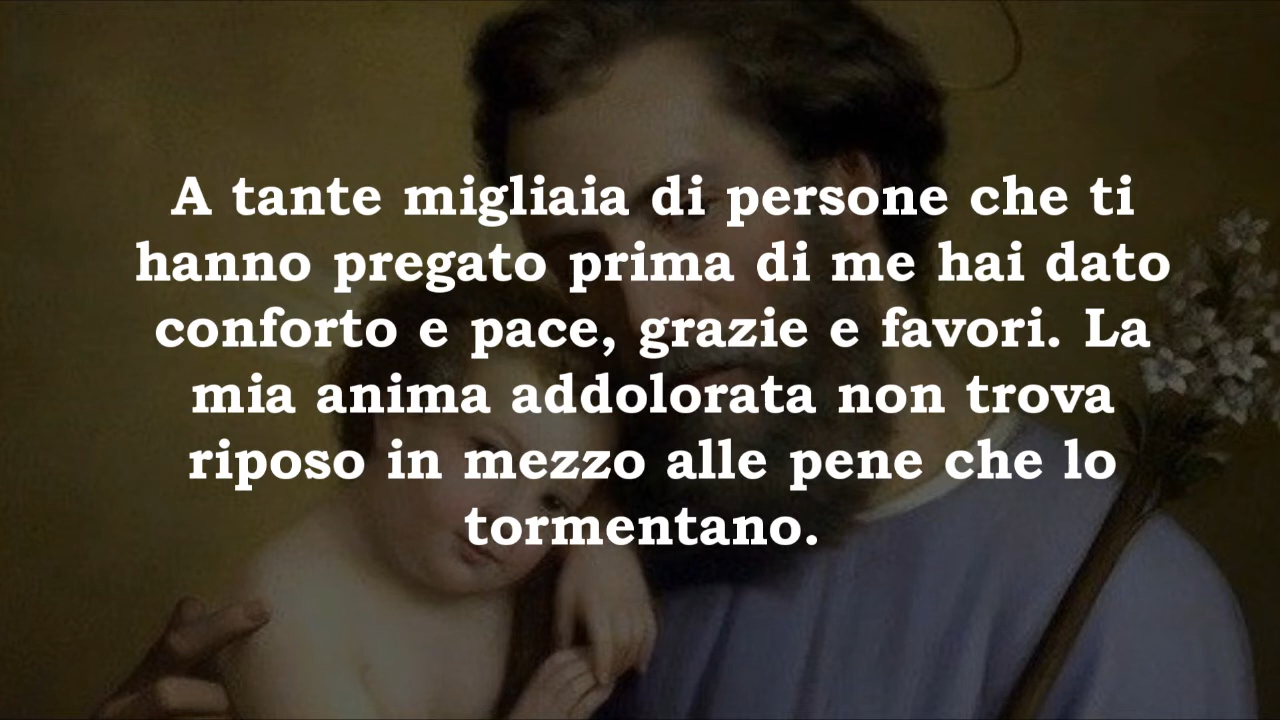 A tante migliaia di persone che ti
hanno pregato prima di me hai dato
conforto e pace, grazie e favori. La
mia anima addolorata non trova
riposo in mezzo alle pene che lo
tormentano.